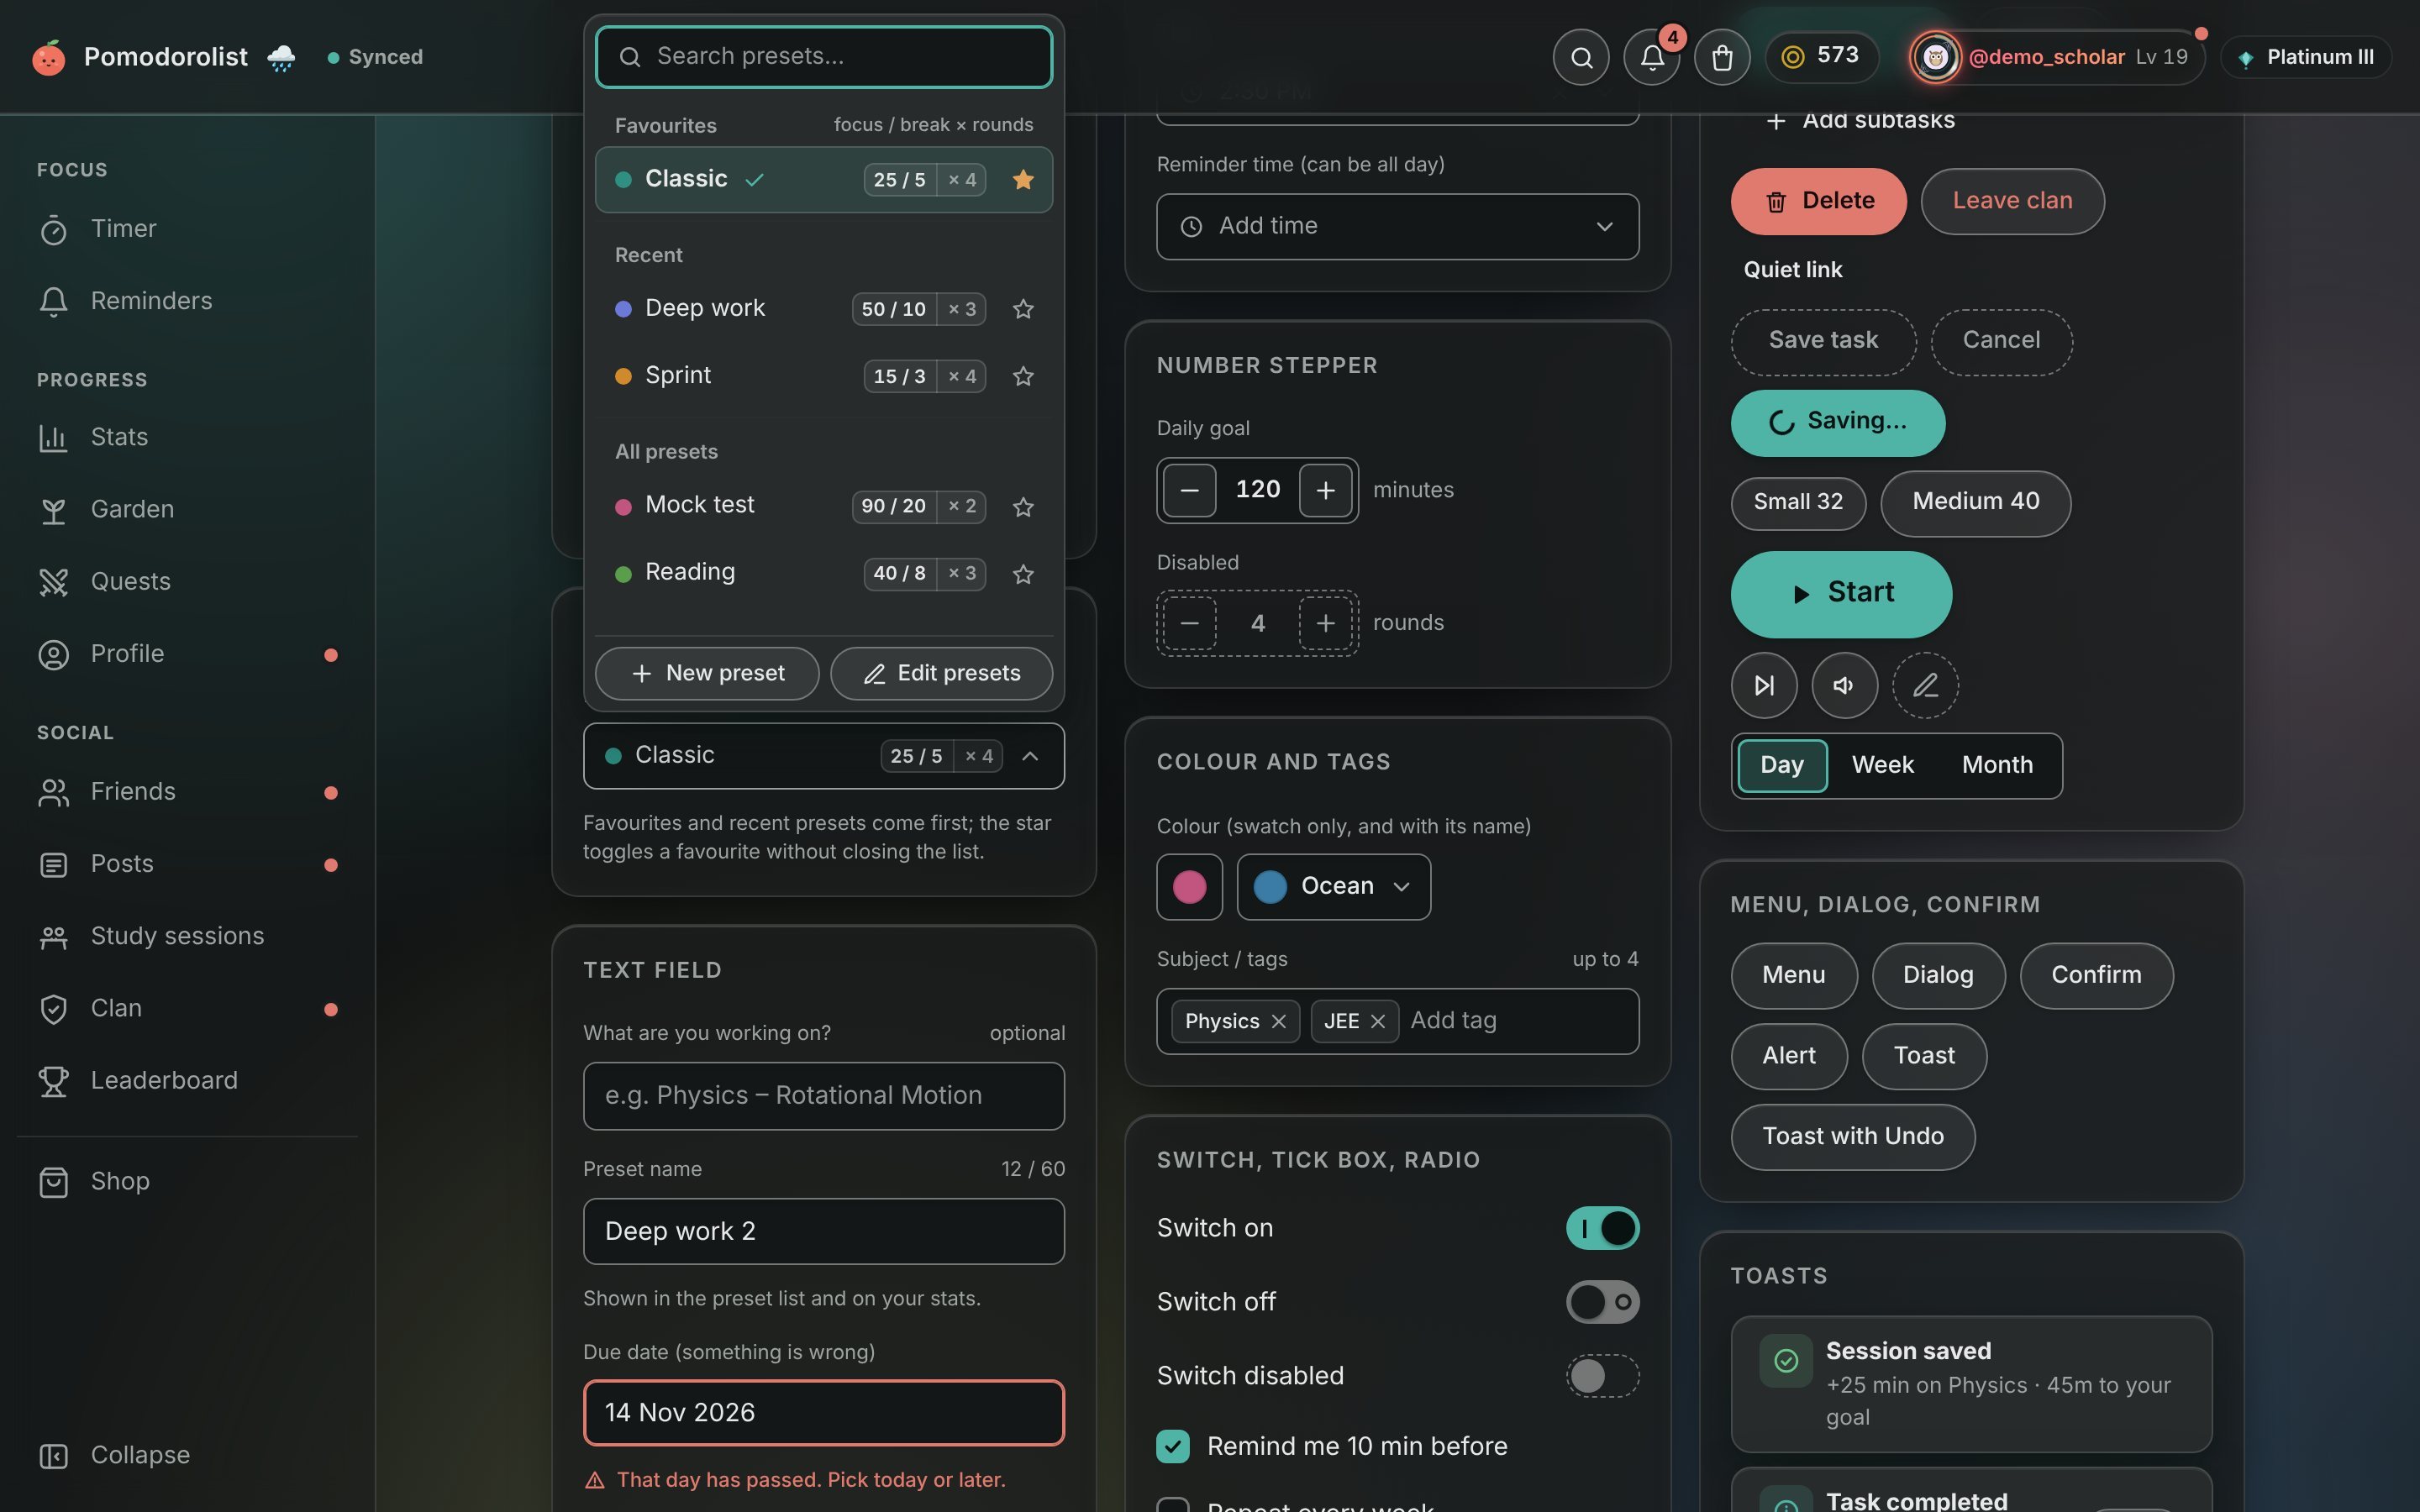 Pomodorolist
Synced
4
573
@demo_scholar Lv 19
Platinum III
FOCUS
Timer
Reminders
PROGRESS
Stats
Garden
Quests
Profile
SOCIAL
Friends
Posts
Study sessions
Clan
Leaderboard
Shop
Collapse
Search presets...
Favourites focus / break × rounds
Classic 25 / 5 × 4
Recent
Deep work 50 / 10 × 3
Sprint 15 / 3 × 4
All presets
Mock test 90 / 20 × 2
Reading 40 / 8 × 3
New preset Edit presets
Classic 25 / 5 × 4
Favourites and recent presets come first; the star
toggles a favourite without closing the list.
TEXT FIELD
What are you working on? optional
e.g. Physics – Rotational Motion
Preset name 12 / 60
Deep work 2
Shown in the preset list and on your stats.
Due date (something is wrong)
14 Nov 2026
That day has passed. Pick today or later.
2:30 PM
Reminder time (can be all day)
Add time
NUMBER STEPPER
Daily goal
120 minutes
Disabled
4 rounds
COLOUR AND TAGS
Colour (swatch only, and with its name)
Ocean
Subject / tags up to 4
Physics JEE Add tag
SWITCH, TICK BOX, RADIO
Switch on
Switch off
Switch disabled
Remind me 10 min before
Repeat every week
Add subtasks
Delete Leave clan
Quiet link
Save task Cancel
Saving...
Small 32 Medium 40
Start
Day Week Month
MENU, DIALOG, CONFIRM
Menu Dialog Confirm
Alert Toast
Toast with Undo
TOASTS
Session saved
+25 min on Physics · 45m to your
goal
Task completed